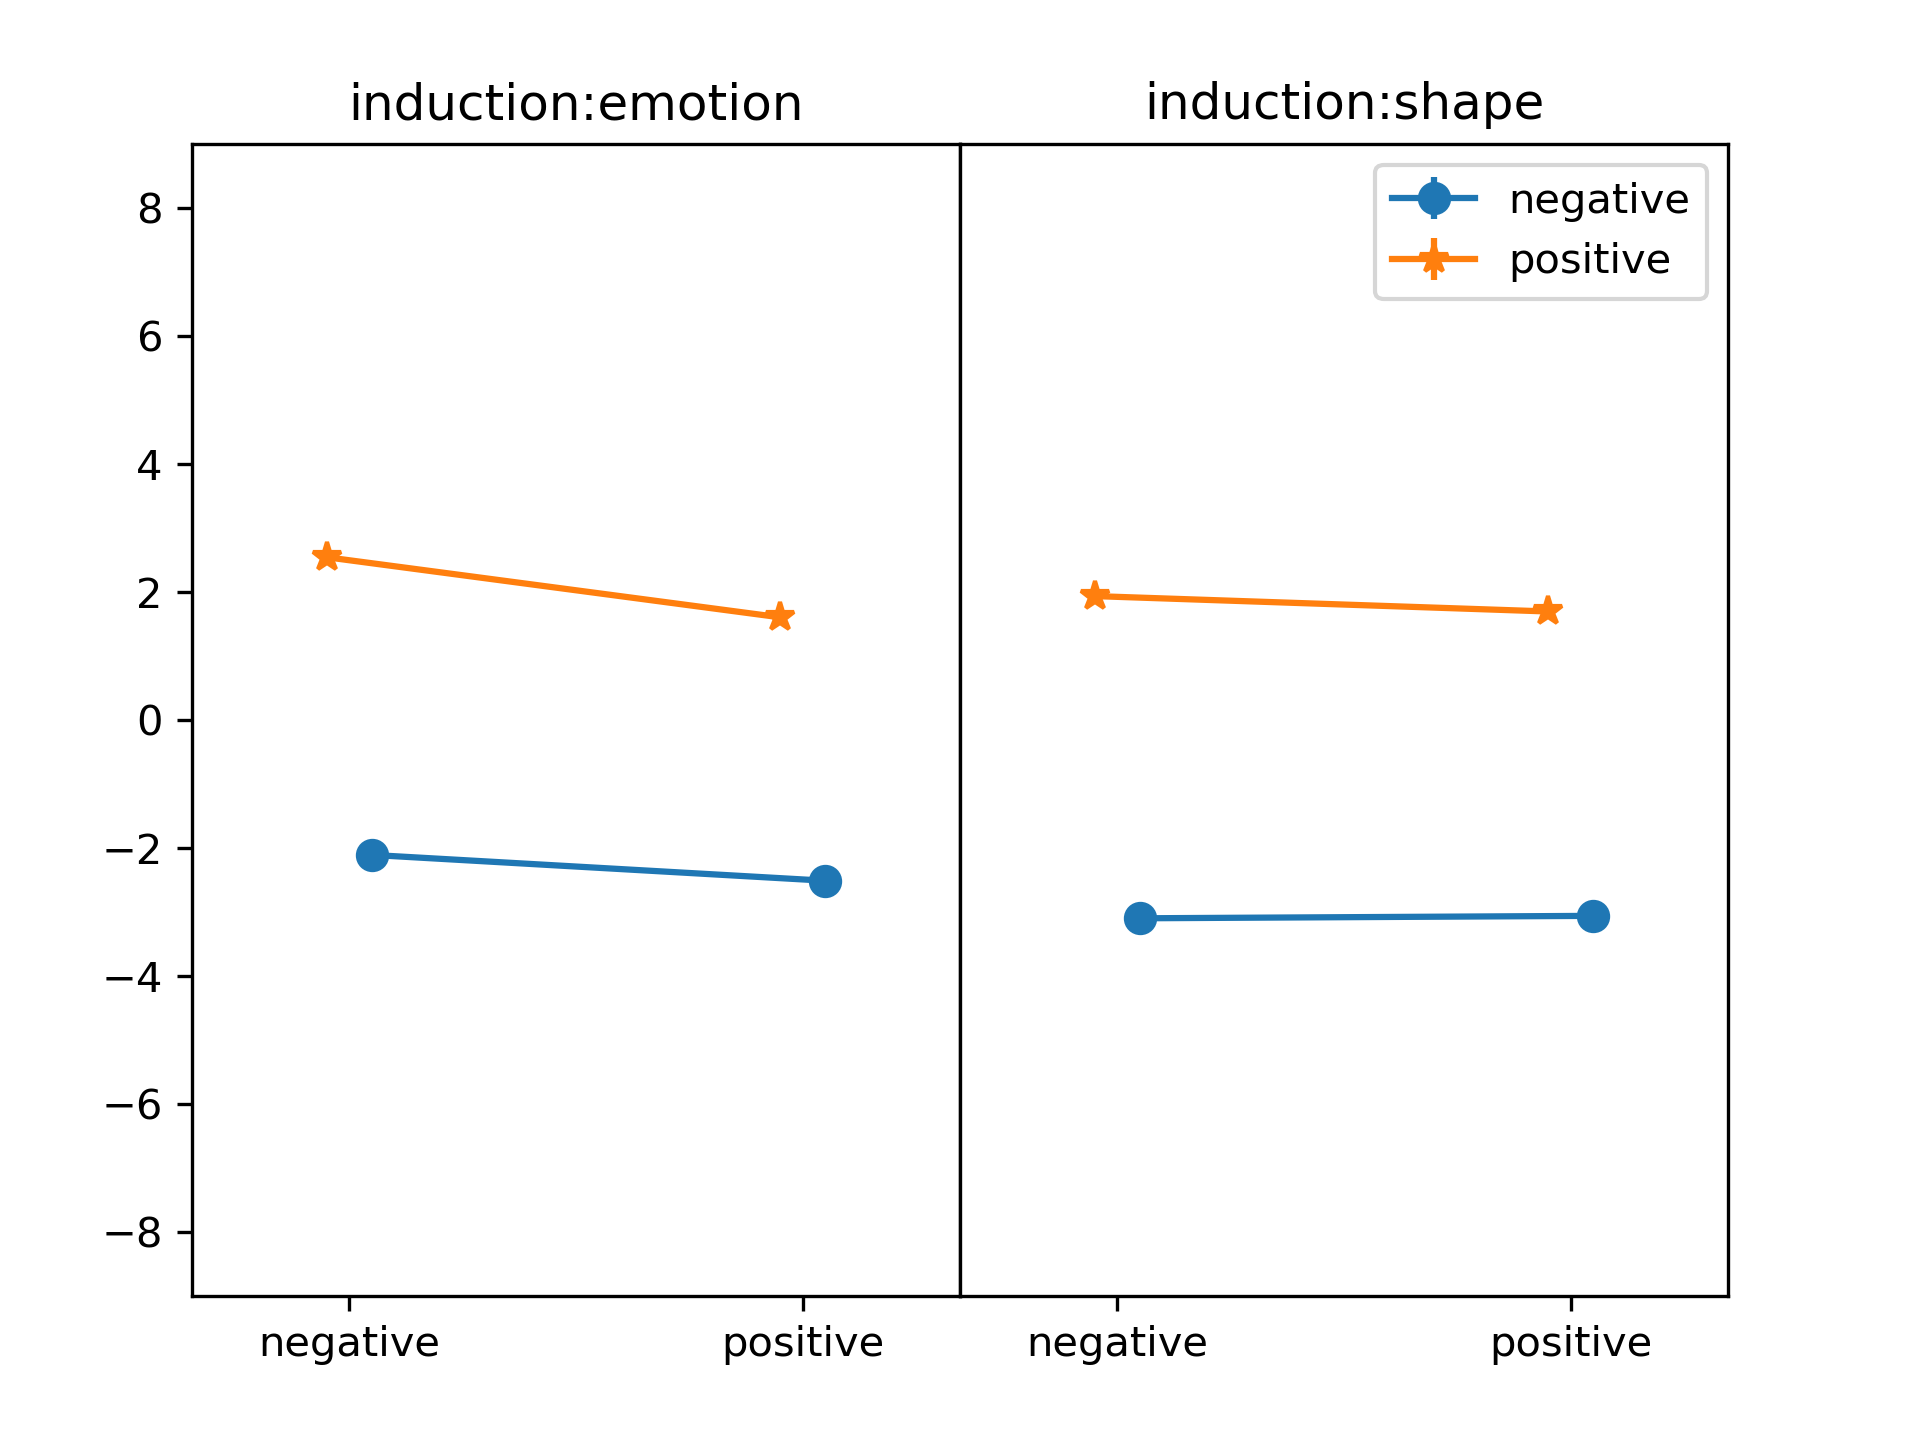 induction:emotion
induction:shape
negative
positive
8
6
4
2
0
−2
−4
−6
−8
negative
positive
negative
positive